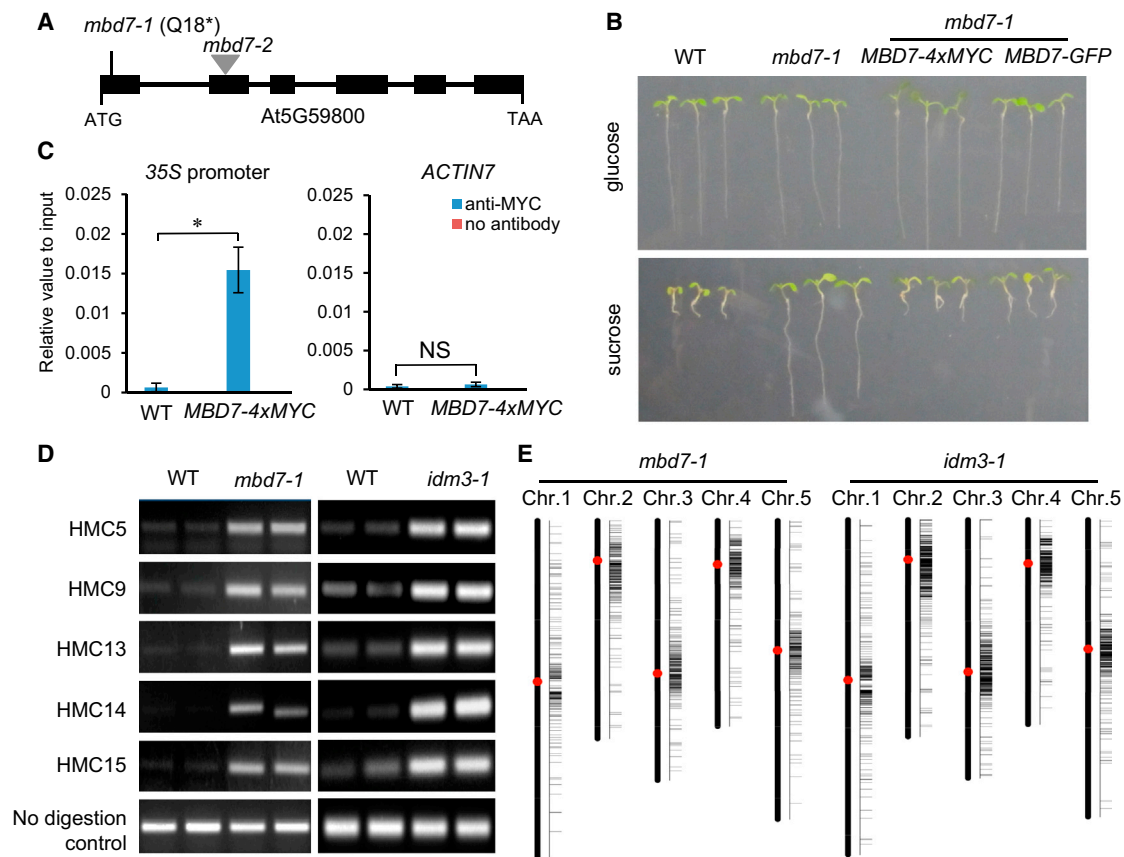 A
mbd7-1 (Q18*)
mbd7-2
ATG
At5G59800
TAA
B
mbd7-1
WT
mbd7-1
MBD7-4xMYC
MBD7-GFP
glucose
sucrose
C
35S promoter
Relative value to input
0.025
0.02
0.015
0.01
0.005
0
*
WT
MBD7-4xMYC
ACTIN7
anti-MYC
no antibody
0.025
0.02
0.015
0.01
0.005
0
NS
WT
MBD7-4xMYC
D
WT
mbd7-1
WT
idm3-1
HMC5
HMC9
HMC13
HMC14
HMC15
No digestion
control
E
mbd7-1
Chr.1 Chr.2 Chr.3 Chr.4 Chr.5
idm3-1
Chr.1 Chr.2 Chr.3 Chr.4 Chr.5